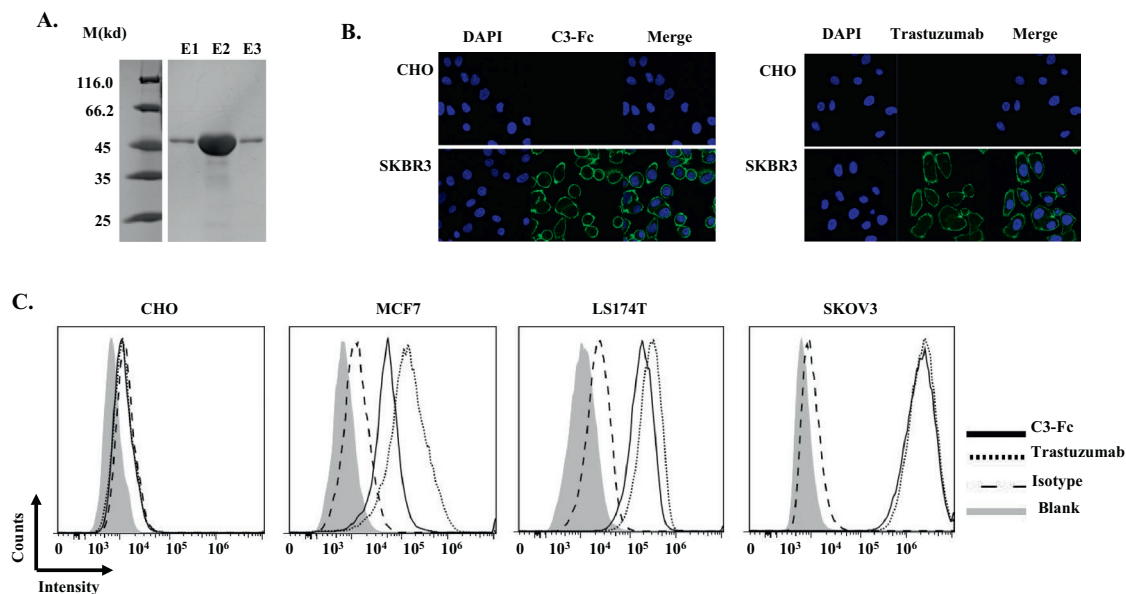 A.
M(kd)
E1 E2 E3
116.0
66.2
45
35
25
B.
DAPI C3-Fc Merge
CHO
SKBR3
DAPI Trastuzumab Merge
CHO
SKBR3
C.
CHO MCF7 LS174T SKOV3
0 10³ 10⁴ 10⁵ 10⁶
0 10³ 10⁴ 10⁵ 10⁶
0 10³ 10⁴ 10⁵ 10⁶
0 10³ 10⁴ 10⁵ 10⁶
Counts
Intensity
C3-Fc
Trastuzumab
Isotype
Blank